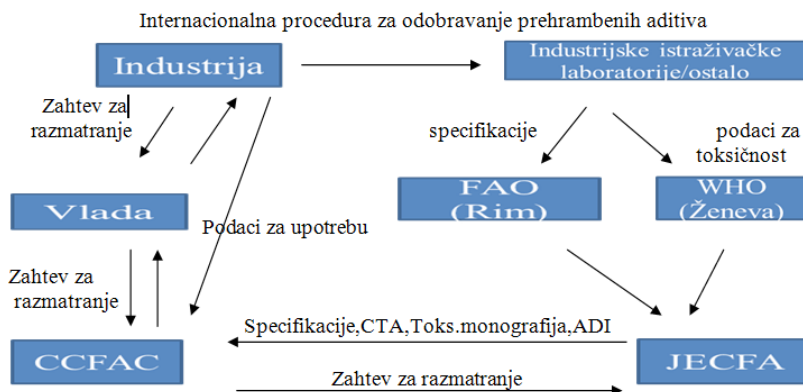 Internacionalna procedura za odobravanje prehrambenih aditiva
Industrija
Industrijske istraživačke
laboratorije/ostalo
Zahtev za
razmatranje
specifikacije
podaci za
toksičnost
Vlada
FAO
(Rim)
WHO
(Ženeva)
Podaci za upotrebu
Zahtev za
razmatranje
Specifikacije,CTA,Toks.monografija,ADI
CCFAC
JECFA
Zahtev za razmatranje